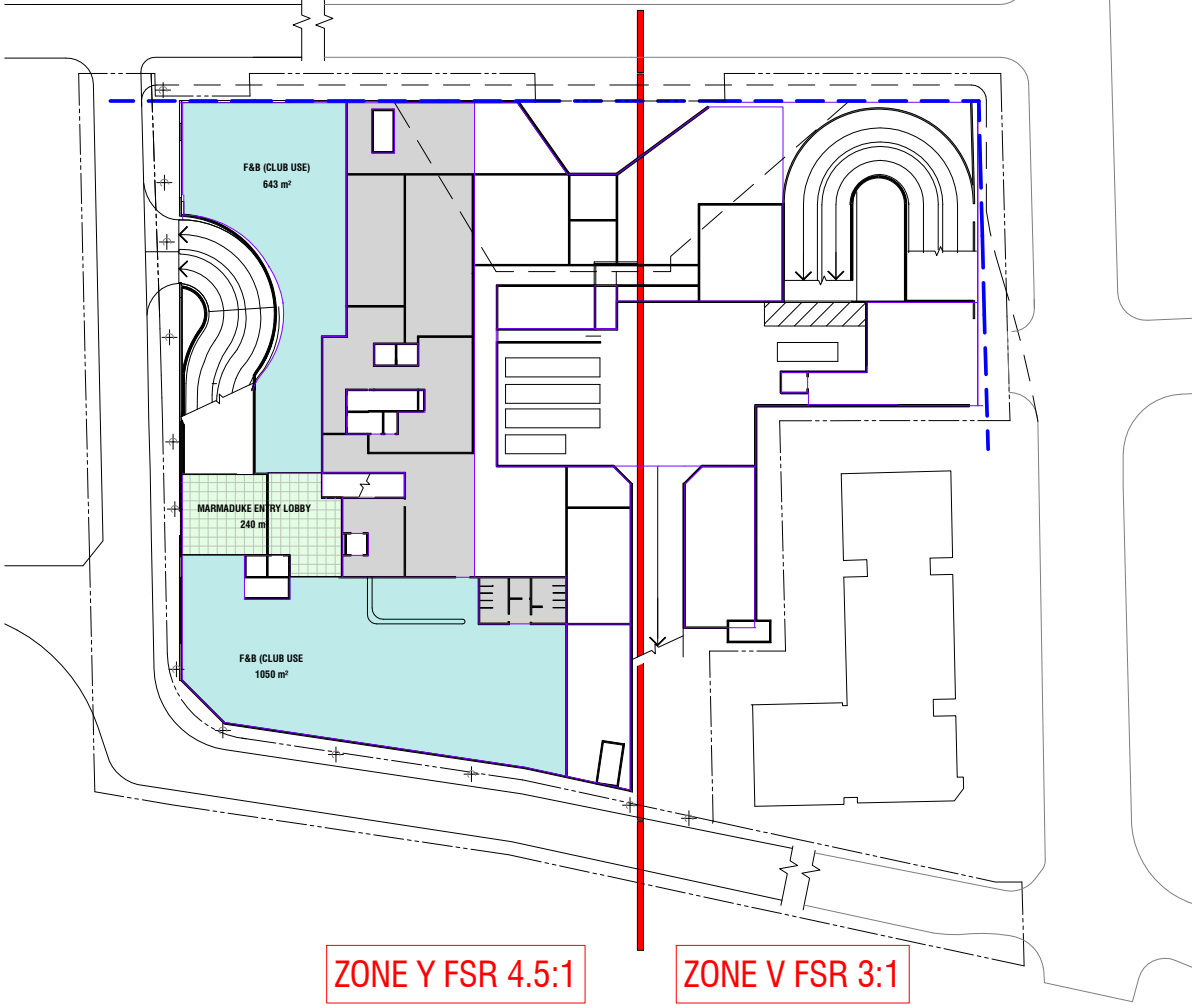 F&B (CLUB USE)
643 m²
MARMADUKE ENTRY LOBBY
240 m
F&B (CLUB USE
1050 m²
ZONE Y FSR 4.5:1
ZONE V FSR 3:1